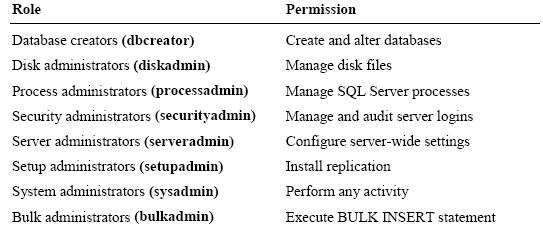 Role Permission
Database creators (dbcreator) Create and alter databases
Disk administrators (diskadmin) Manage disk files
Process administrators (processadmin) Manage SQL Server processes
Security administrators (securityadmin) Manage and audit server logins
Server administrators (serveradmin) Configure server-wide settings
Setup administrators (setupadmin) Install replication
System administrators (sysadmin) Perform any activity
Bulk administrators (bulkadmin) Execute BULK INSERT statement